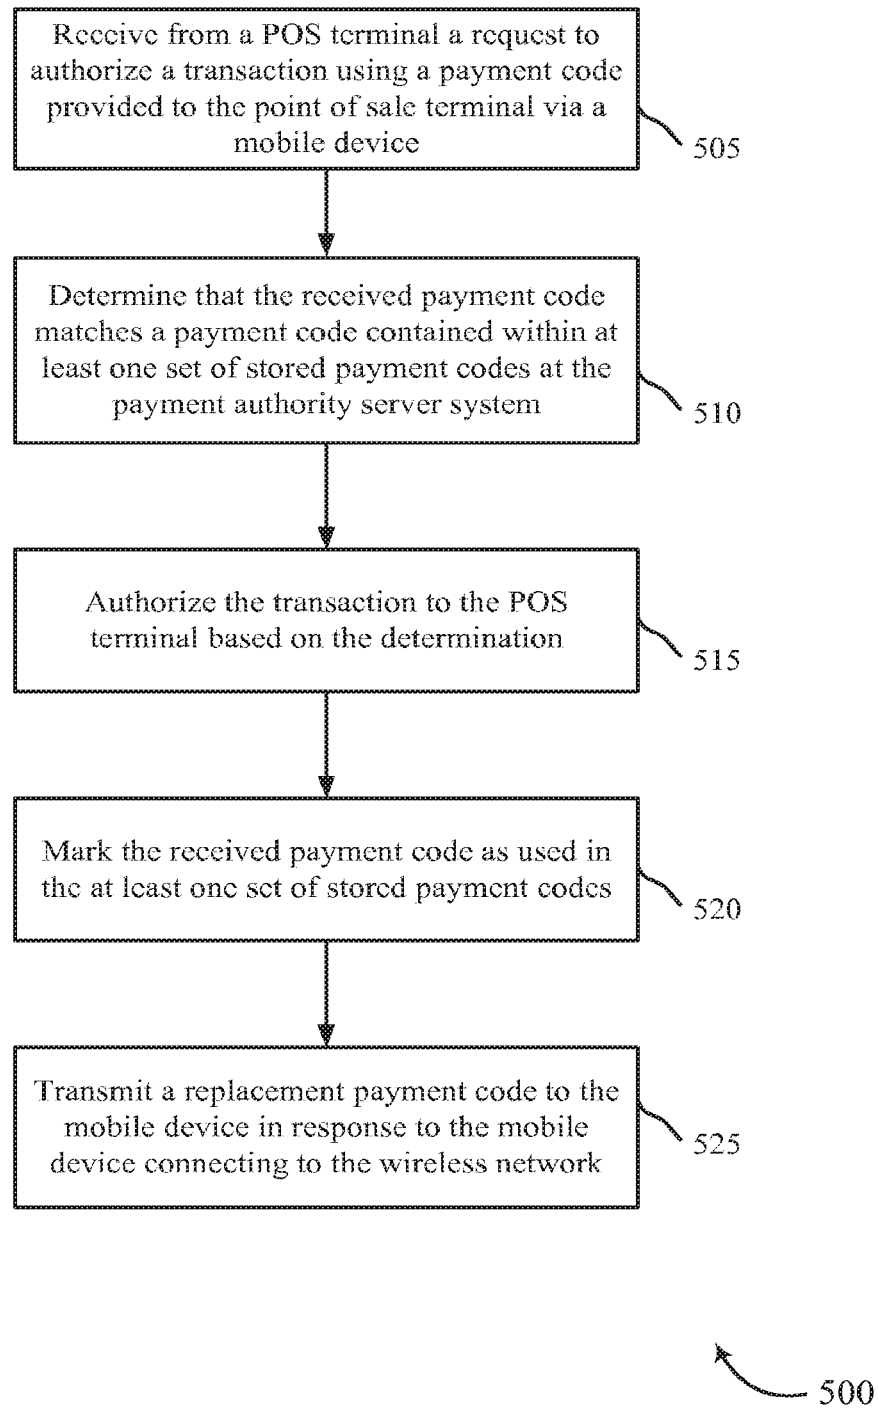 Receive from a POS terminal a request to
authorize a transaction using a payment code
provided to the point of sale terminal via a
mobile device
505
Determine that the received payment code
matches a payment code contained within at
least one set of stored payment codes at the
payment authority server system
510
Authorize the transaction to the POS
terminal based on the determination
515
Mark the received payment code as used in
the at least one set of stored payment codes
520
Transmit a replacement payment code to the
mobile device in response to the mobile
device connecting to the wireless network
525
500